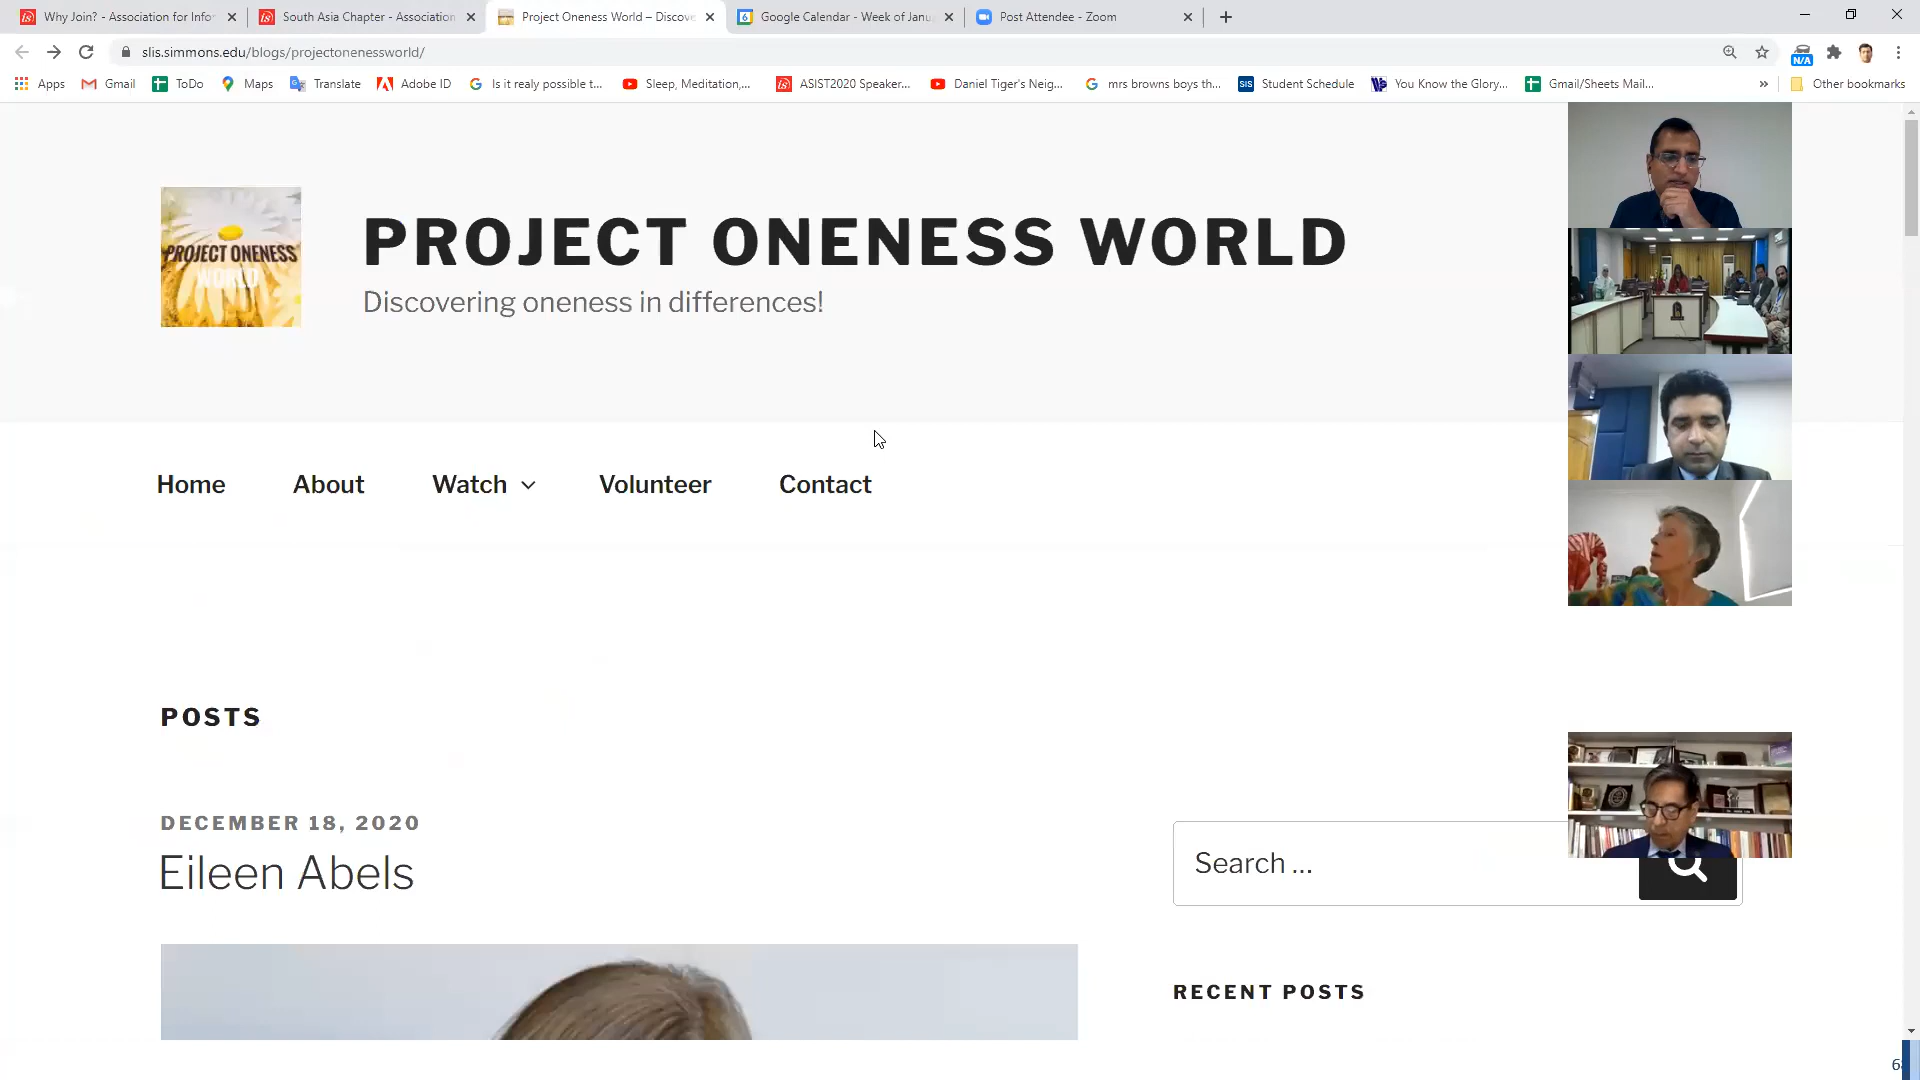 Why Join? - Association for Info
South Asia Chapter - Association
Project Oneness World – Discove
Google Calendar - Week of Janu
Post Attendee - Zoom
slis.simmons.edu/blogs/projectonenessworld/
N/A
Apps
Gmail
ToDo
Maps
Translate
Adobe ID
Is it realy possible t...
Sleep, Meditation,...
ASIST2020 Speaker...
Daniel Tiger's Neig...
mrs browns boys th...
SIS
Student Schedule
You Know the Glory...
Gmail/Sheets Mail...
»
Other bookmarks
PROJECT ONENESS
WORLD
PROJECT ONENESS WORLD
Discovering oneness in differences!
Home
About
Watch
Volunteer
Contact
POSTS
DECEMBER 18, 2020
Eileen Abels
Search ...
RECENT POSTS